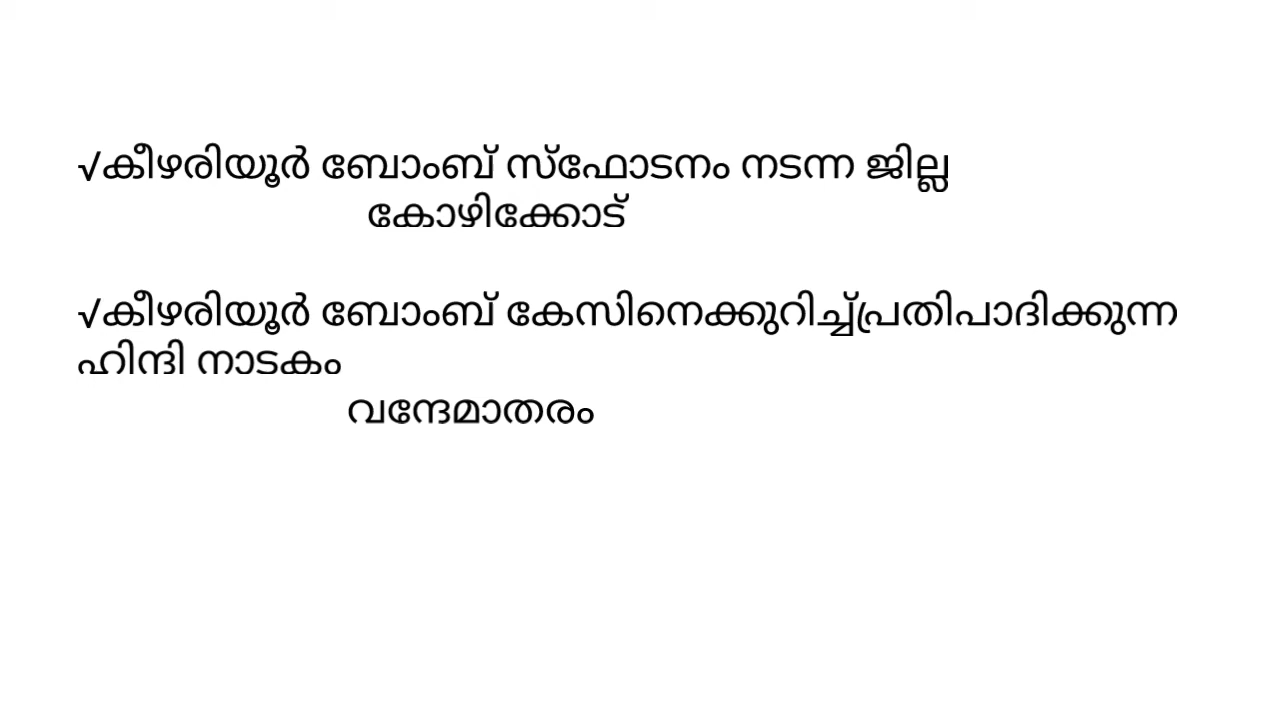 √കീഴരിയൂർ ബോംബ് സ്ഫോടനം നടന്ന ജില്ല
കോഴിക്കോട്
√കീഴരിയൂർ ബോംബ് കേസിനെക്കുറിച്ച്പ്രതിപാദിക്കുന്ന
ഹിന്ദി നാടകം
വന്ദേമാതരം